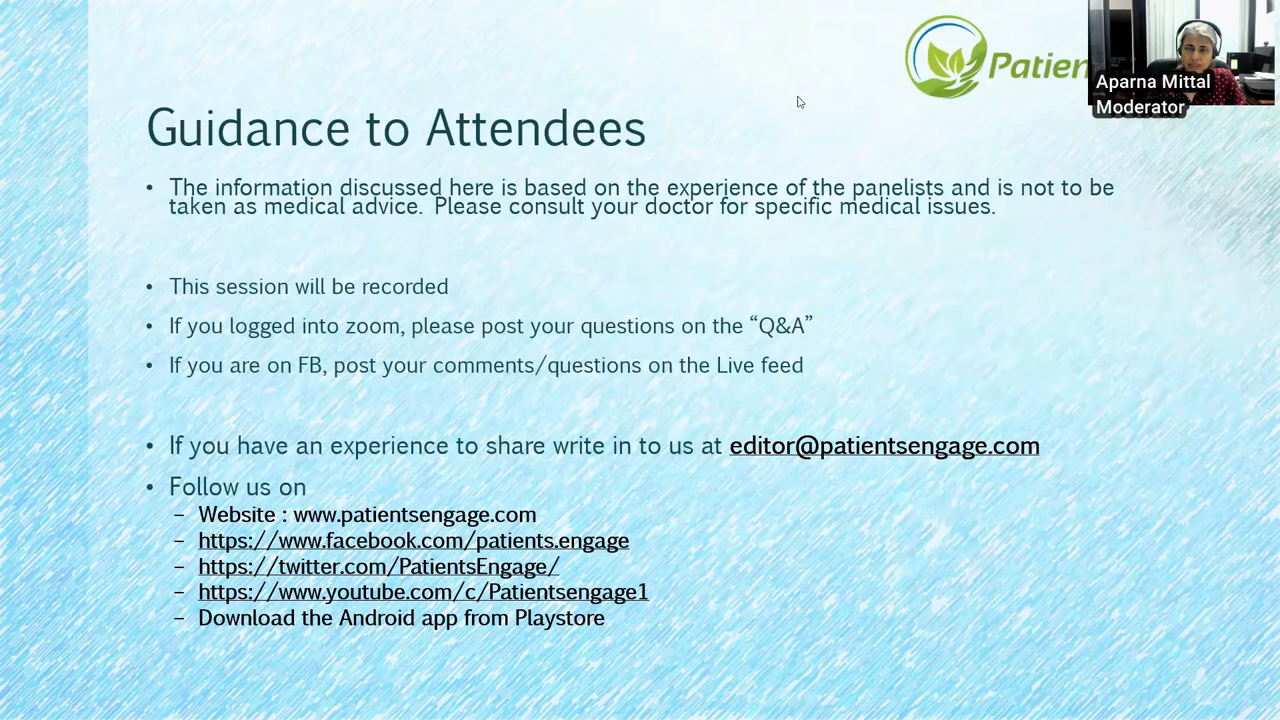 Patien
Aparna Mittal
Moderator
Guidance to Attendees
• The information discussed here is based on the experience of the panelists and is not to be
taken as medical advice. Please consult your doctor for specific medical issues.
• This session will be recorded
• If you logged into zoom, please post your questions on the “Q&A”
• If you are on FB, post your comments/questions on the Live feed
• If you have an experience to share write in to us at editor@patientsengage.com
• Follow us on
– Website : www.patientsengage.com
– https://www.facebook.com/patients.engage
– https://twitter.com/PatientsEngage/
– https://www.youtube.com/c/Patientsengage1
– Download the Android app from Playstore